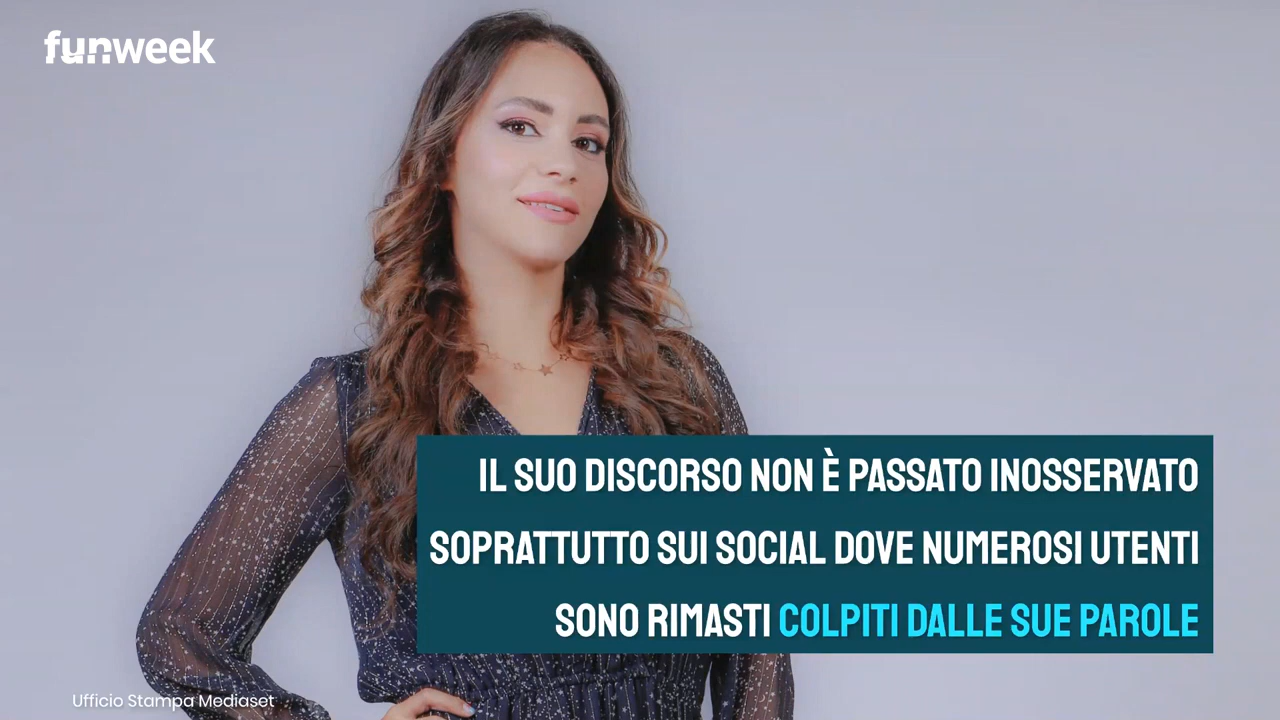 funweek
IL SUO DISCORSO NON È PASSATO INOSSERVATO
SOPRATTUTTO SUI SOCIAL DOVE NUMEROSI UTENTI
SONO RIMASTI COLPITI DALLE SUE PAROLE
Ufficio Stampa Mediaset